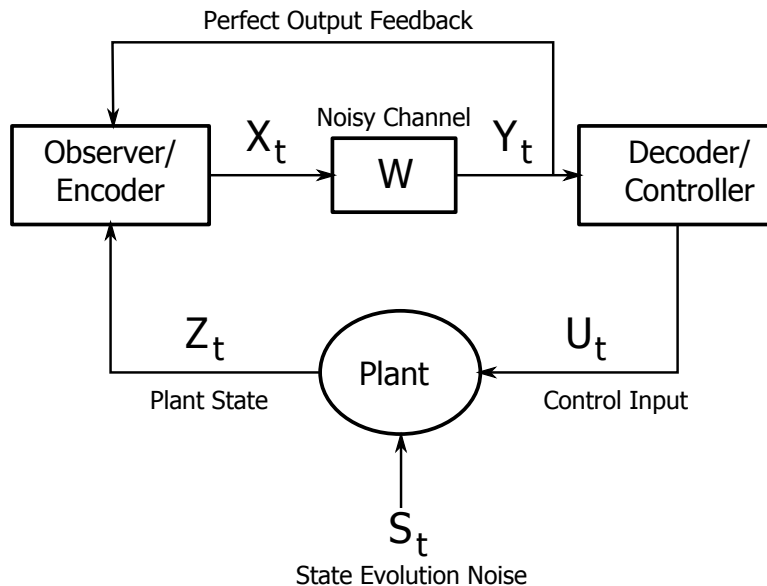 Perfect Output Feedback
Observer/
Encoder
X_t
Noisy Channel
W
Y_t
Decoder/
Controller
Z_t
Plant State
Plant
U_t
Control Input
S_t
State Evolution Noise